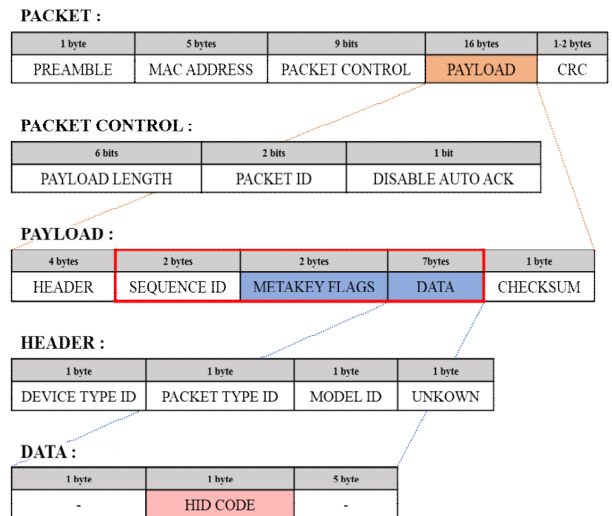 PACKET :
1 byte 5 bytes 9 bits 16 bytes 1-2 bytes
PREAMBLE MAC ADDRESS PACKET CONTROL PAYLOAD CRC
PACKET CONTROL :
6 bits 2 bits 1 bit
PAYLOAD LENGTH PACKET ID DISABLE AUTO ACK
PAYLOAD :
4 bytes 2 bytes 2 bytes 7bytes 1 byte
HEADER SEQUENCE ID METAKEY FLAGS DATA CHECKSUM
HEADER :
1 byte 1 byte 1 byte 1 byte
DEVICE TYPE ID PACKET TYPE ID MODEL ID UNKOWN
DATA :
1 byte 1 byte 5 byte
- HID CODE -